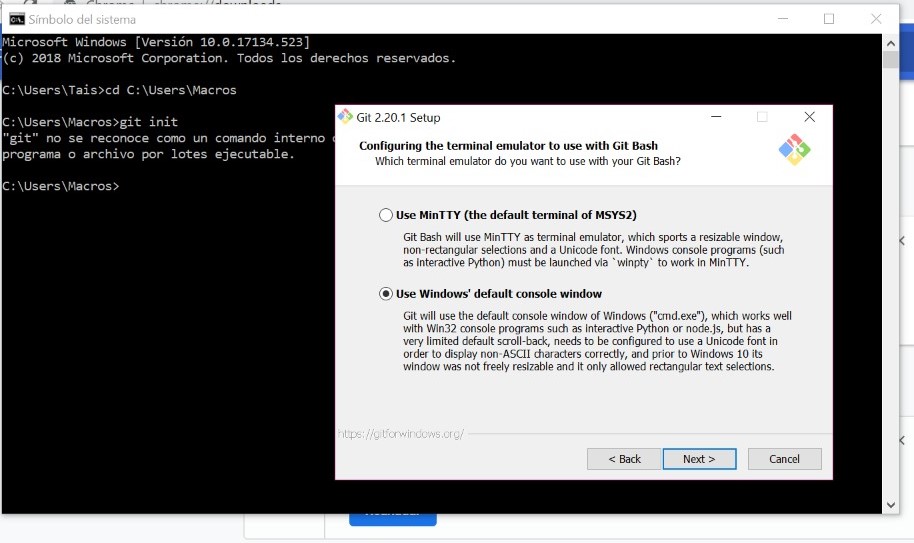 Símbolo del sistema
Microsoft Windows [Versión 10.0.17134.523]
(c) 2018 Microsoft Corporation. Todos los derechos reservados.
C:\Users\Tais>cd C:\Users\Macros
C:\Users\Macros>git init
"git" no se reconoce como un comando interno
programa o archivo por lotes ejecutable.
C:\Users\Macros>
Git 2.20.1 Setup
Configuring the terminal emulator to use with Git Bash
Which terminal emulator do you want to use with your Git Bash?
Use MinTTY (the default terminal of MSYS2)
Git Bash will use MinTTY as terminal emulator, which sports a resizable window,
non-rectangular selections and a Unicode font. Windows console programs (such
as interactive Python) must be launched via `winpty` to work in MinTTY.
Use Windows' default console window
Git will use the default console window of Windows ("cmd.exe"), which works well
with Win32 console programs such as interactive Python or node.js, but has a
very limited default scroll-back, needs to be configured to use a Unicode font in
order to display non-ASCII characters correctly, and prior to Windows 10 its
window was not freely resizable and it only allowed rectangular text selections.
https://gitforwindows.org/
< Back
Next >
Cancel